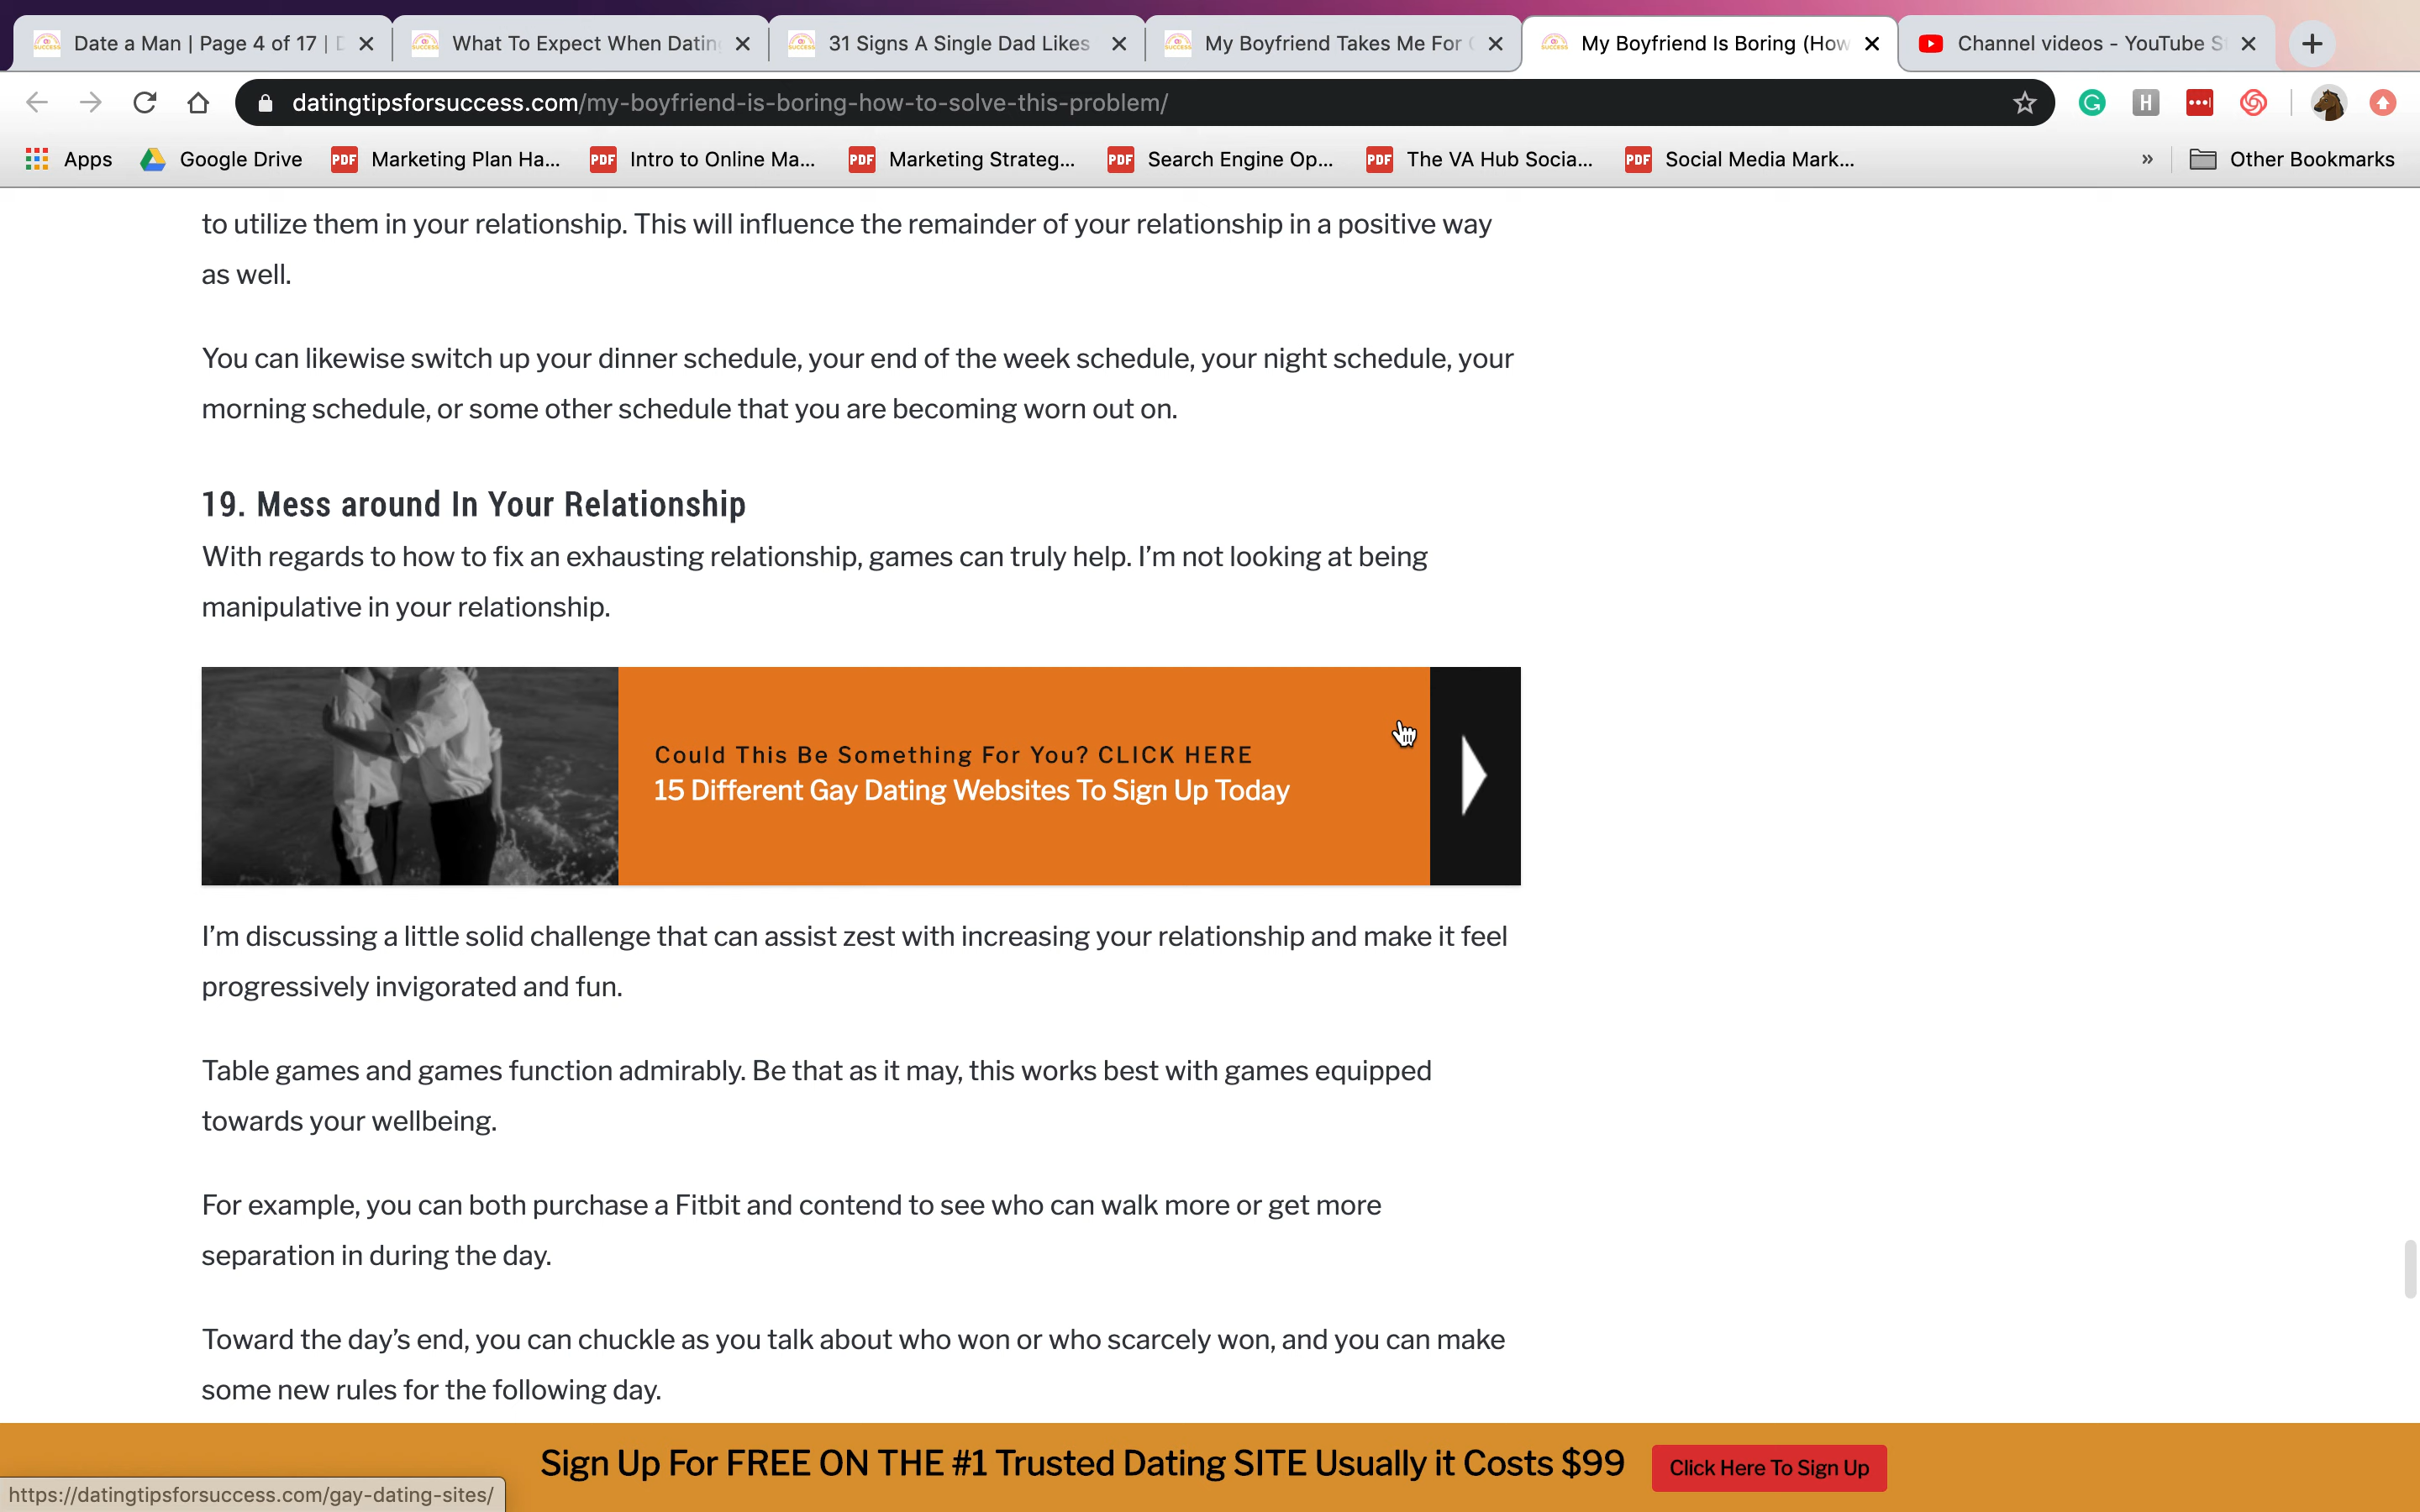 Date a Man | Page 4 of 17 | D
What To Expect When Datin
31 Signs A Single Dad Likes
My Boyfriend Takes Me For
My Boyfriend Is Boring (How
Channel videos - YouTube S
datingtipsforsuccess.com/my-boyfriend-is-boring-how-to-solve-this-problem/
Apps
Google Drive
PDF Marketing Plan Ha...
PDF Intro to Online Ma...
PDF Marketing Strateg...
PDF Search Engine Op...
PDF The VA Hub Socia...
PDF Social Media Mark...
» Other Bookmarks
to utilize them in your relationship. This will influence the remainder of your relationship in a positive way
as well.
You can likewise switch up your dinner schedule, your end of the week schedule, your night schedule, your
morning schedule, or some other schedule that you are becoming worn out on.
19. Mess around In Your Relationship
With regards to how to fix an exhausting relationship, games can truly help. I’m not looking at being
manipulative in your relationship.
Could This Be Something For You? CLICK HERE
15 Different Gay Dating Websites To Sign Up Today
I’m discussing a little solid challenge that can assist zest with increasing your relationship and make it feel
progressively invigorated and fun.
Table games and games function admirably. Be that as it may, this works best with games equipped
towards your wellbeing.
For example, you can both purchase a Fitbit and contend to see who can walk more or get more
separation in during the day.
Toward the day’s end, you can chuckle as you talk about who won or who scarcely won, and you can make
some new rules for the following day.
Sign Up For FREE ON THE #1 Trusted Dating SITE Usually it Costs $99
Click Here To Sign Up
https://datingtipsforsuccess.com/gay-dating-sites/